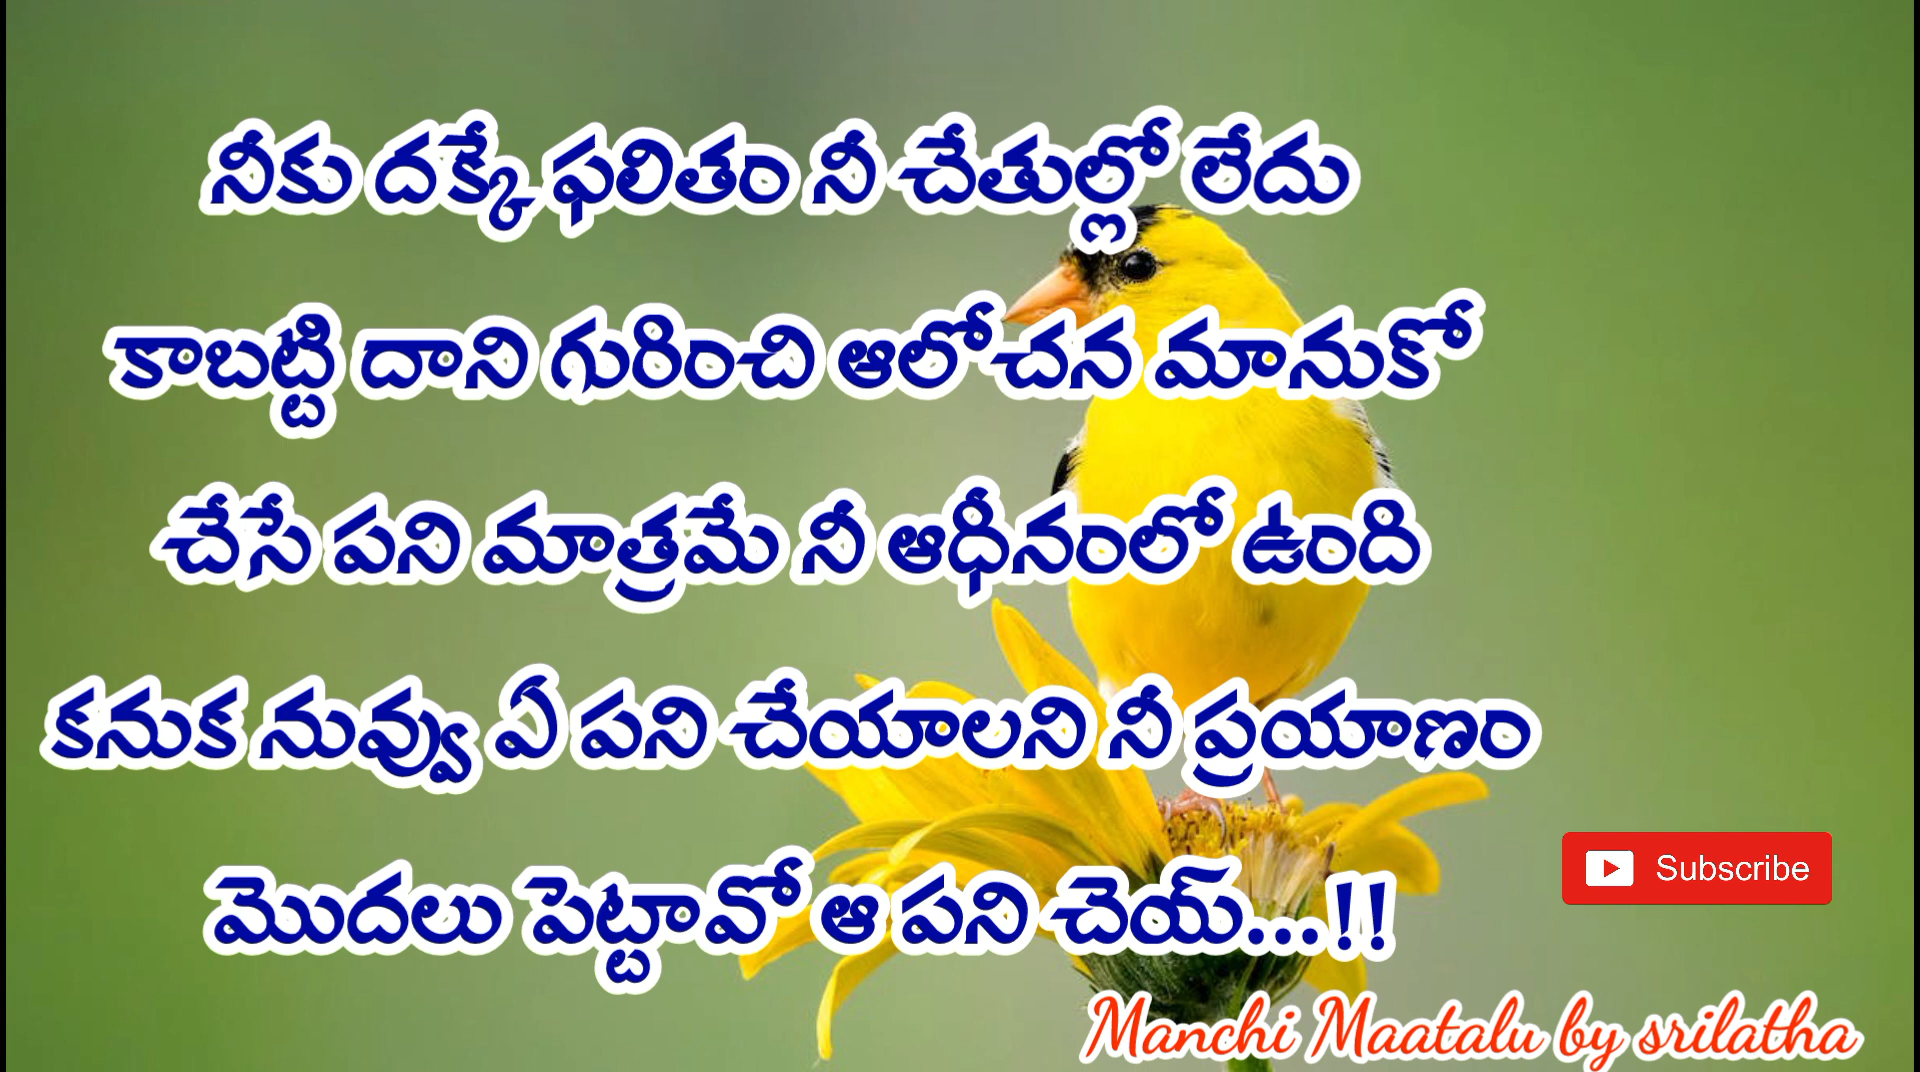 నీకు దక్కే ఫలితం నీ చేతుల్లో లేదు
కాబట్టి దాని గురించి ఆలోచన మానుకో
చేసే పని మాత్రమే నీ ఆధీనంలో ఉంది
కనుక నువ్వు ఏ పని చేయాలని నీ ప్రయాణం
మొదలు పెట్టావో ఆ పని చెయ్...!!
Subscribe
Manchi Maatalu by srilatha